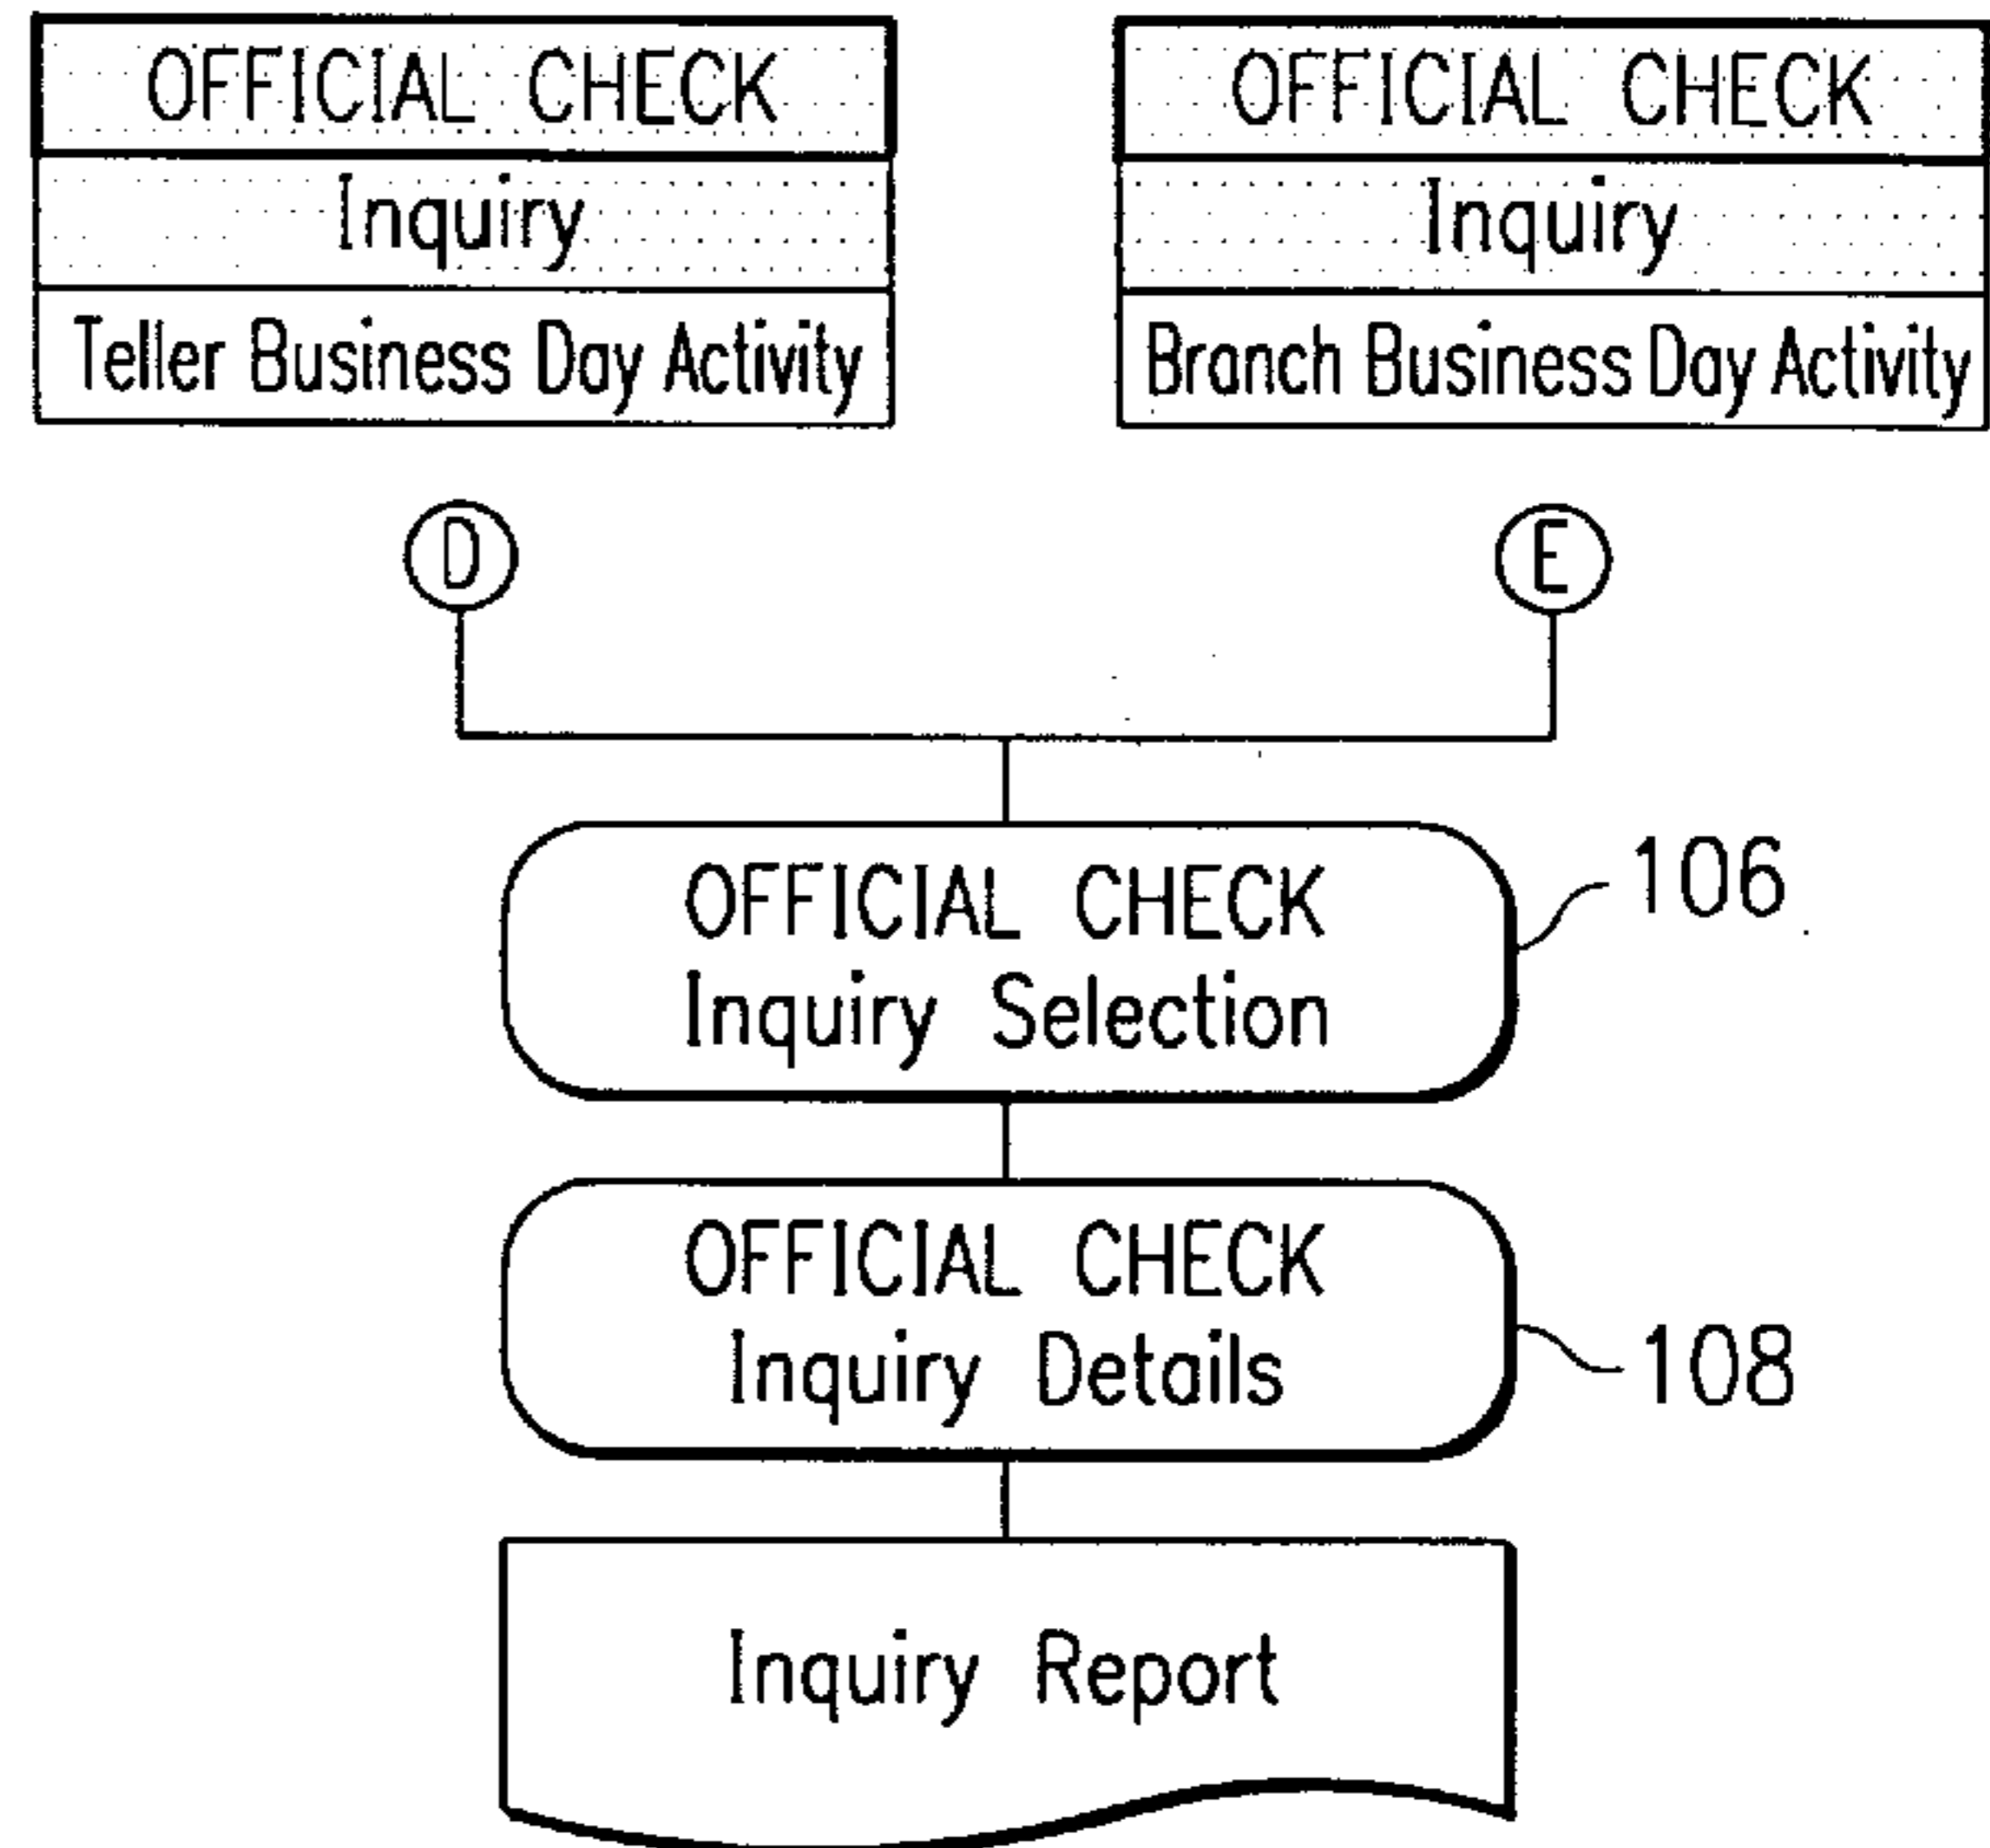 OFFICIAL CHECK
Inquiry
Teller Business Day Activity
OFFICIAL CHECK
Inquiry
Branch Business Day Activity
D
E
OFFICIAL CHECK
Inquiry Selection
106
OFFICIAL CHECK
Inquiry Details
108
Inquiry Report